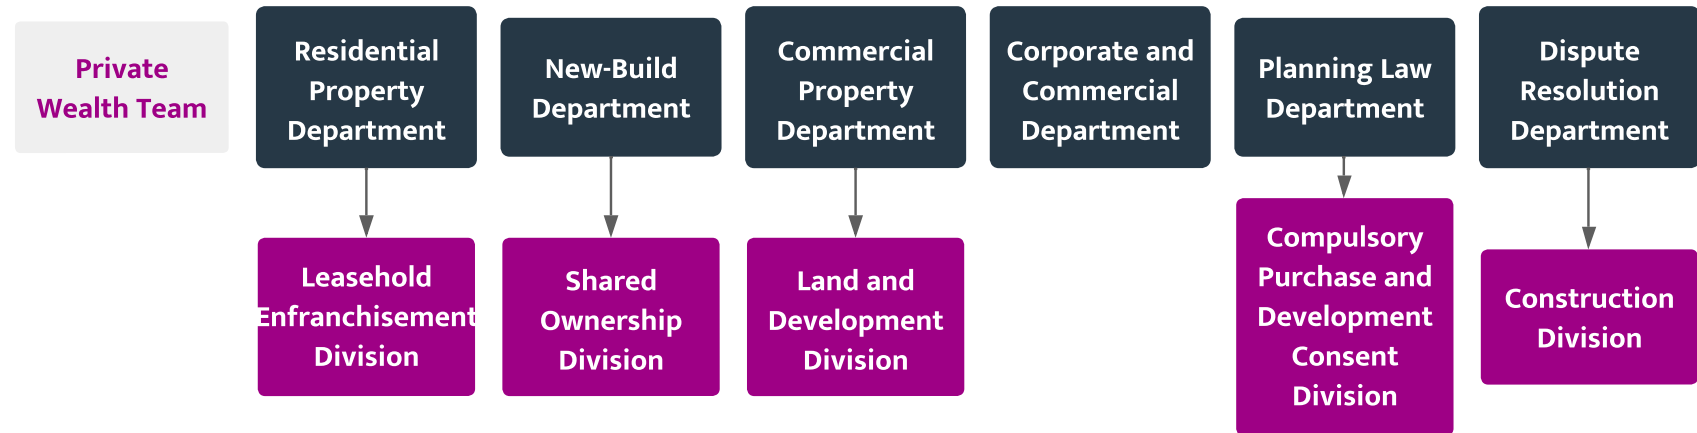 Private
Wealth Team
Residential
Property
Department
New-Build
Department
Commercial
Property
Department
Corporate and
Commercial
Department
Planning Law
Department
Dispute
Resolution
Department
Leasehold
Enfranchisement
Division
Shared
Ownership
Division
Land and
Development
Division
Compulsory
Purchase and
Development
Consent
Division
Construction
Division